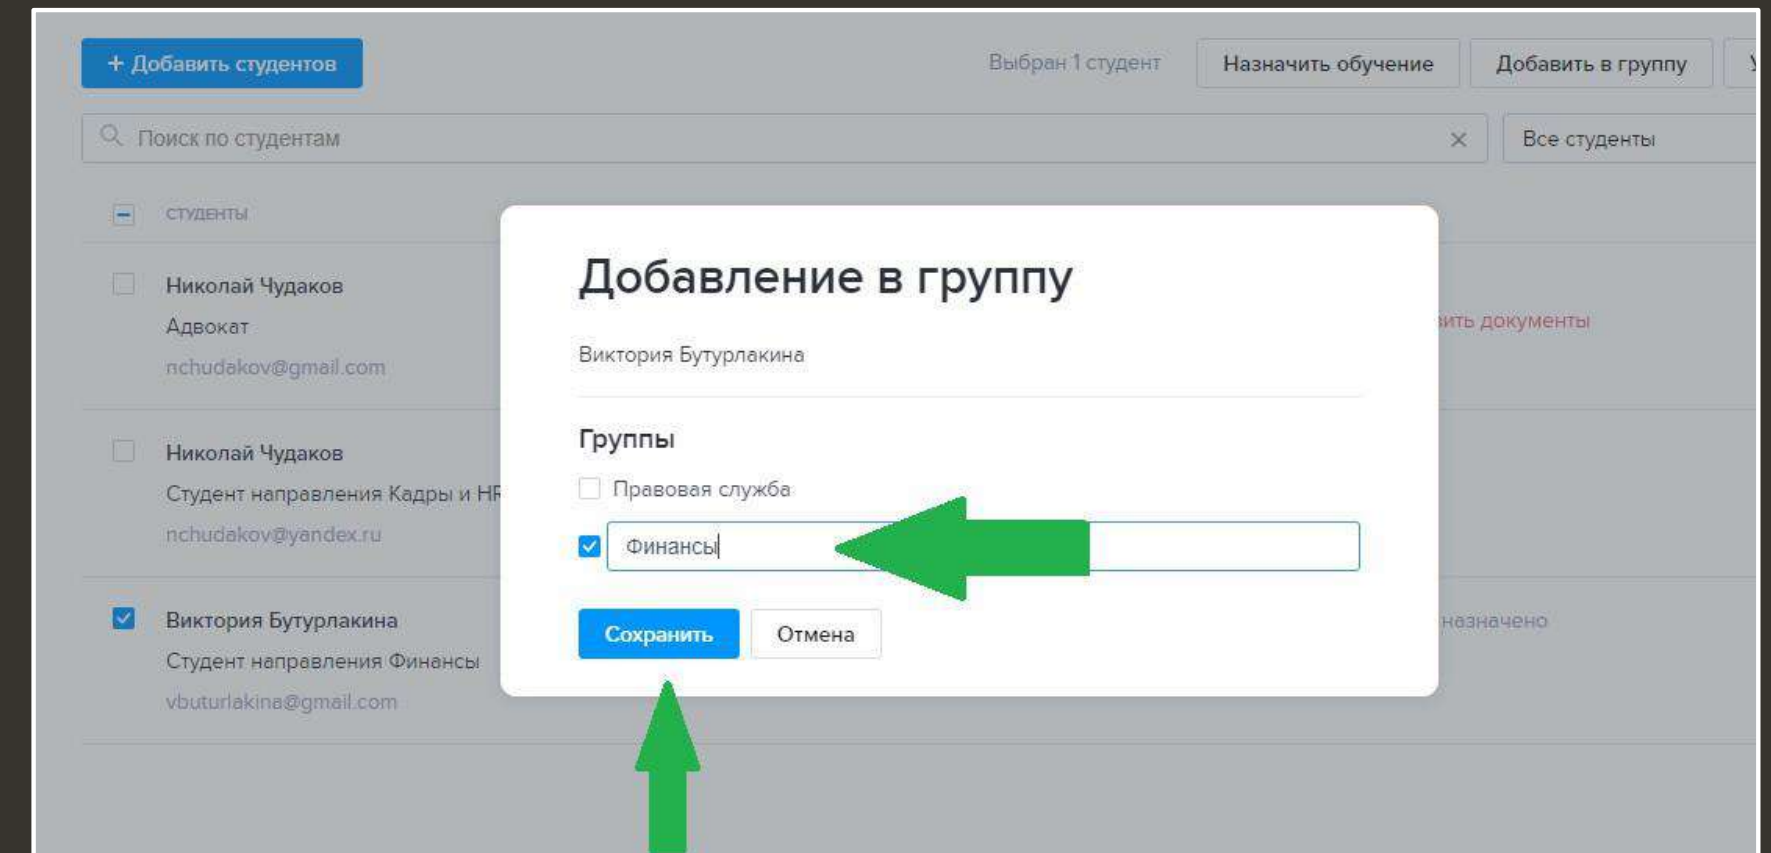 + Добавить студентов
Выбран 1 студент
Назначить обучение
Добавить в группу
Поиск по студентам
Все студенты
СТУДЕНТЫ
Николай Чудаков
Адвокат
nchudakov@gmail.com
документы
Николай Чудаков
Студент направления Кадры и HR
nchudakov@yandex.ru
Виктория Бутурлакина
Студент направления Финансы
vbuturlakina@gmail.com
назначено
Добавление в группу
Виктория Бутурлакина
Группы
Правовая служба
Финансы
Сохранить
Отмена